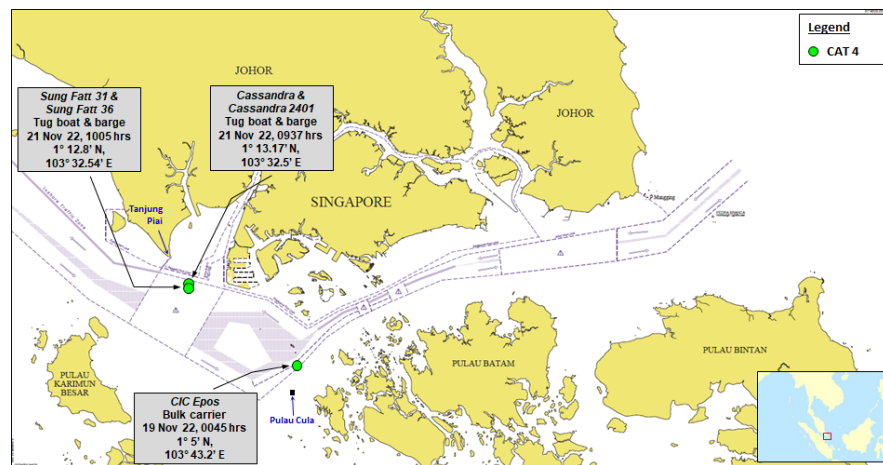 Legend
CAT 4
JOHOR
Sung Fatt 31 &
Sung Fatt 36
Tug boat & barge
21 Nov 22, 1005 hrs
1° 12.8' N,
103° 32.54' E
Cassandra &
Cassandra 2401
Tug boat & barge
21 Nov 22, 0937 hrs
1° 13.17' N,
103° 32.5' E
JOHOR
SINGAPORE
Tanjung
Piai
PULAU
KARIMUN
BESAR
PULAU BATAM
PULAU BINTAN
CIC Epos
Bulk carrier
19 Nov 22, 0045 hrs
1° 5' N,
103° 43.2' E
Pulau Cula